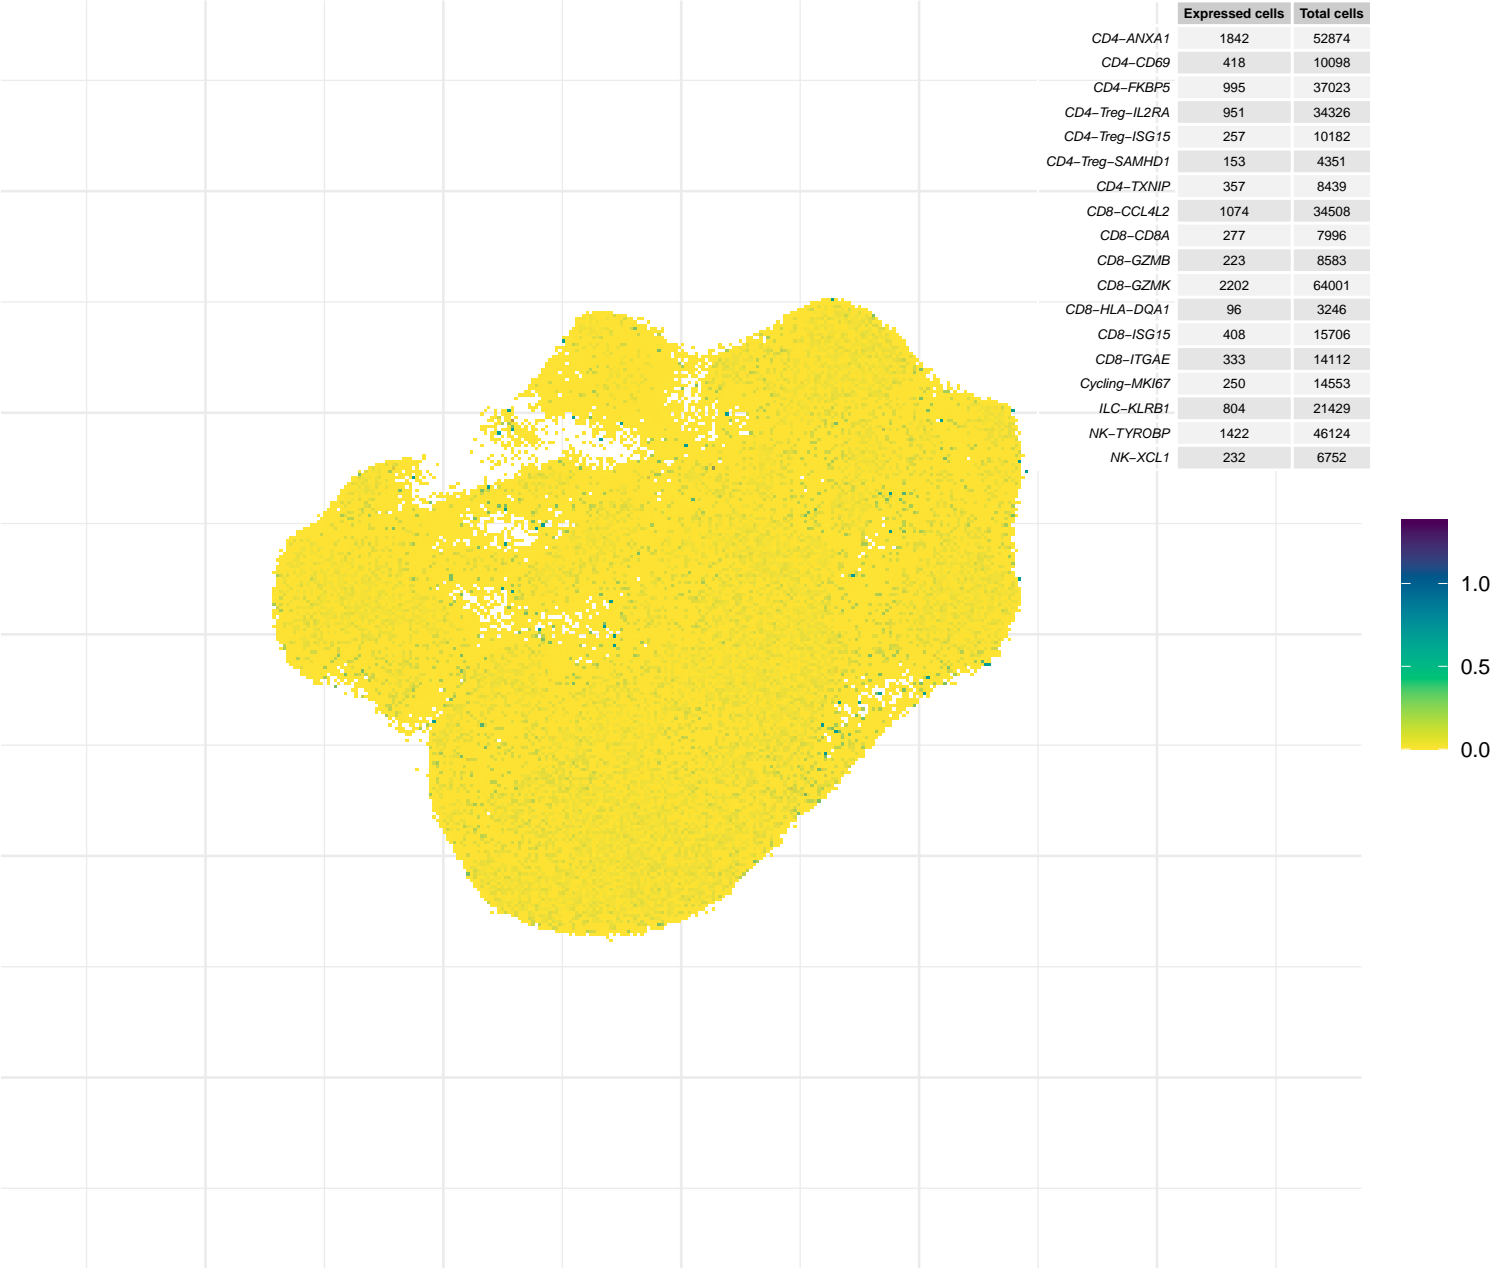 Expressed cells Total cells
CD4−ANXA1 1842 52874
CD4−CD69 418 10098
CD4−FKBP5 995 37023
CD4−Treg−IL2RA 951 34326
CD4−Treg−ISG15 257 10182
CD4−Treg−SAMHD1 153 4351
CD4−TXNIP 357 8439
CD8−CCL4L2 1074 34508
CD8−CD8A 277 7996
CD8−GZMB 223 8583
CD8−GZMK 2202 64001
CD8−HLA−DQA1 96 3246
CD8−ISG15 408 15706
CD8−ITGAE 333 14112
Cycling−MKI67 250 14553
ILC−KLRB1 804 21429
NK−TYROBP 1422 46124
NK−XCL1 232 6752
1.0
0.5
0.0